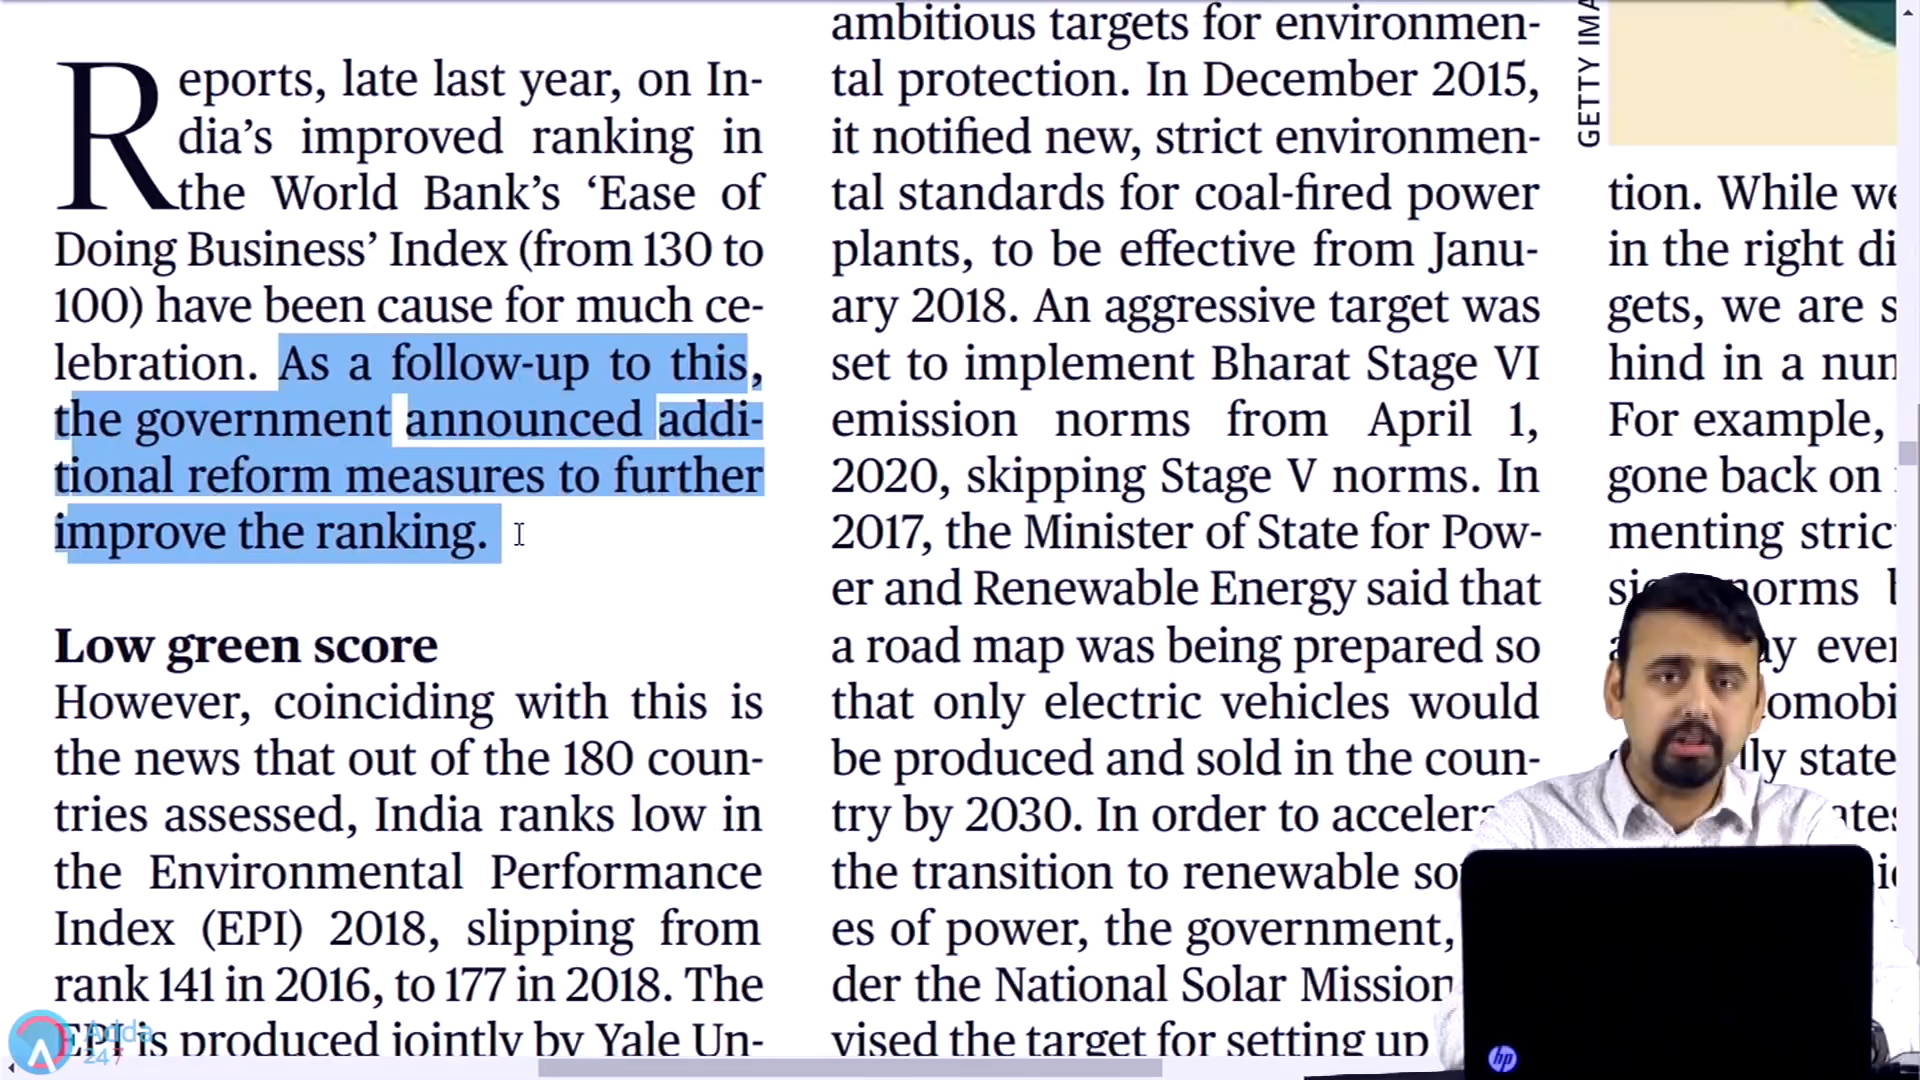 Reports, late last year, on In-
dia’s improved ranking in
the World Bank’s ‘Ease of
Doing Business’ Index (from 130 to
100) have been cause for much ce-
lebration. As a follow-up to this,
the government announced addi-
tional reform measures to further
improve the ranking.
Low green score
However, coinciding with this is
the news that out of the 180 coun-
tries assessed, India ranks low in
the Environmental Performance
Index (EPI) 2018, slipping from
rank 141 in 2016, to 177 in 2018. The
EPI is produced jointly by Yale Un-
ambitious targets for environmen-
tal protection. In December 2015,
it notified new, strict environmen-
tal standards for coal-fired power
plants, to be effective from Janu-
ary 2018. An aggressive target was
set to implement Bharat Stage VI
emission norms from April 1,
2020, skipping Stage V norms. In
2017, the Minister of State for Pow-
er and Renewable Energy said that
a road map was being prepared so
that only electric vehicles would
be produced and sold in the coun-
try by 2030. In order to acceler
the transition to renewable so
es of power, the government,
der the National Solar Mission
vised the target for setting up
GETTY IMA
tion. While we
in the right di
gets, we are s
hind in a nu
For example,
gone back on
menting stric
norms
ay ever
omobi
lly state
ates
Adda
247
hp